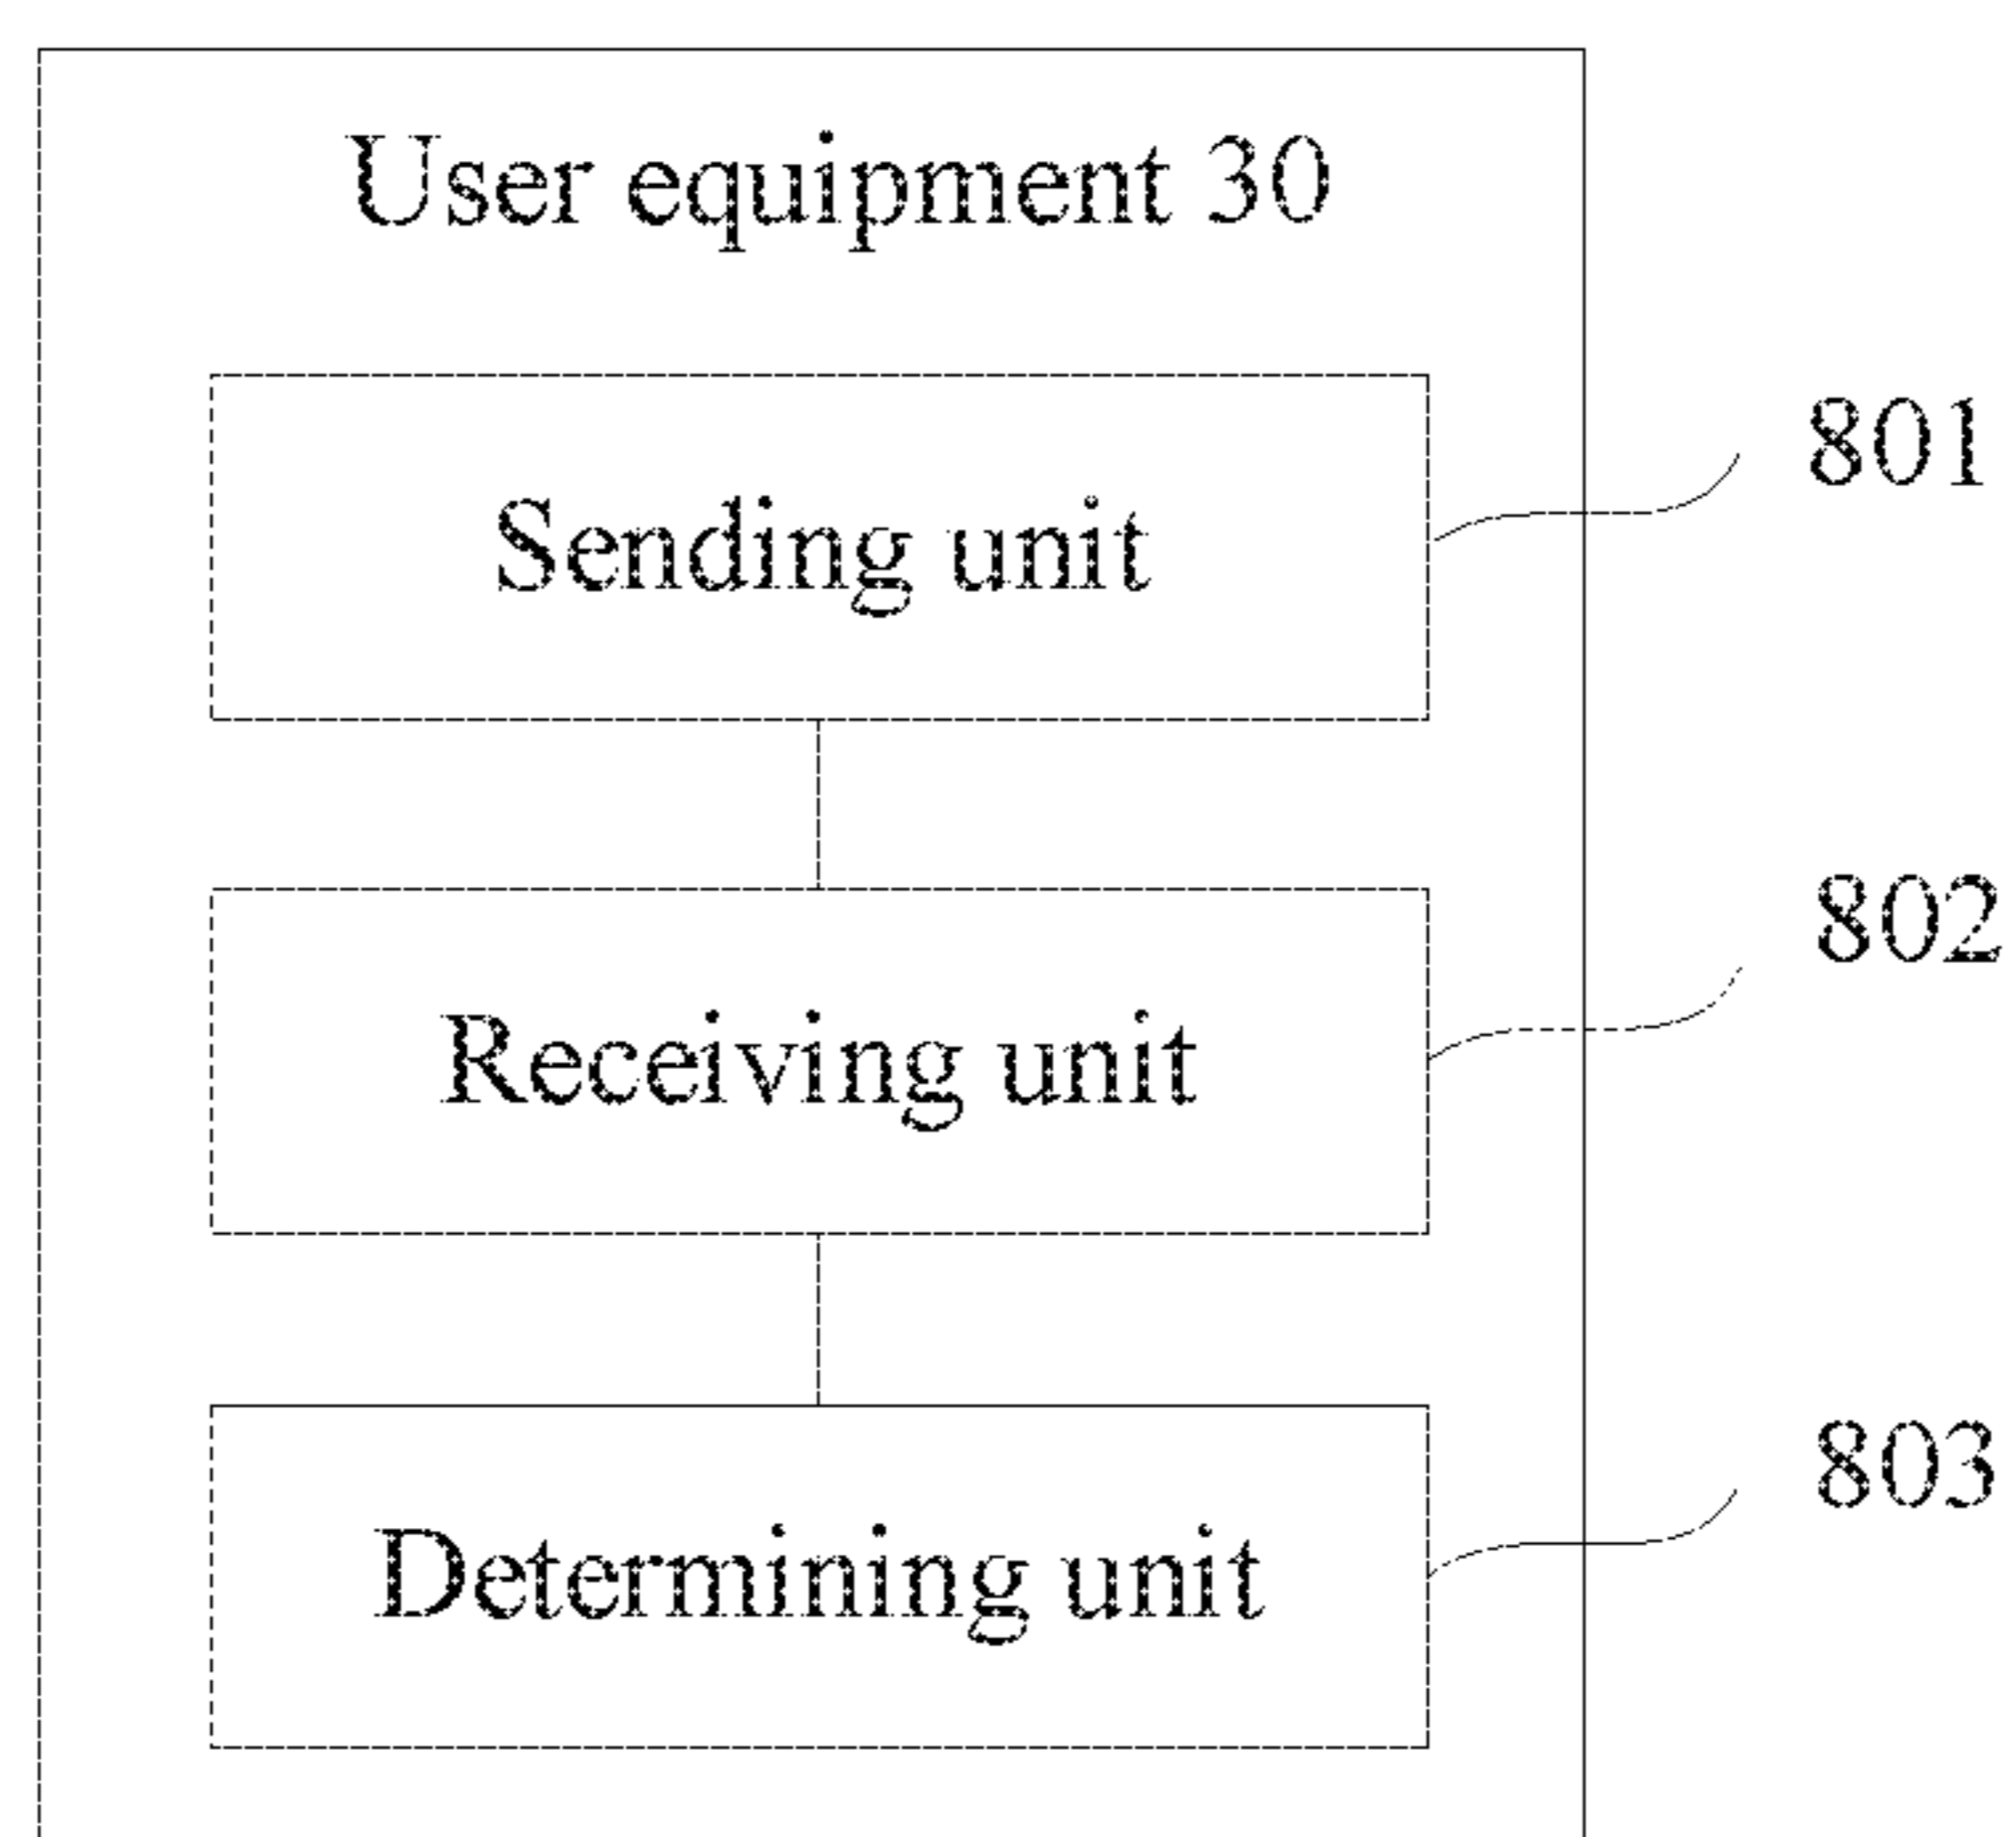 User equipment 30
Sending unit
801
Receiving unit
802
Determining unit
803